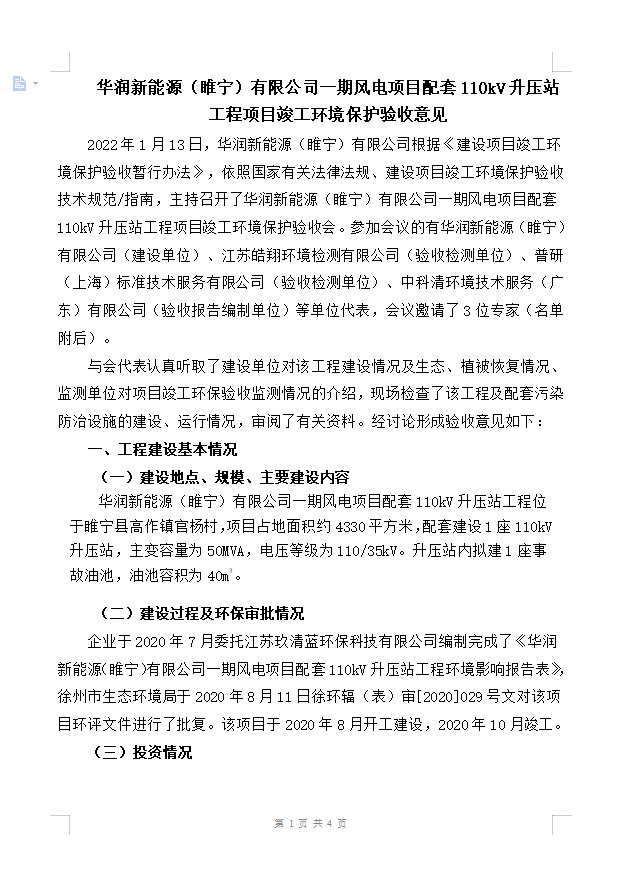 华润新能源（睢宁）有限公司一期风电项目配套 110kV 升压站
工程项目竣工环境保护验收意见
2022 年 1 月 13 日，华润新能源（睢宁）有限公司根据《建设项目竣工环
境保护验收暂行办法》，依照国家有关法律法规、建设项目竣工环境保护验收
技术规范/指南，主持召开了华润新能源（睢宁）有限公司一期风电项目配套
110kV 升压站工程项目竣工环境保护验收会。参加会议的有华润新能源（睢宁）
有限公司（建设单位）、江苏皓翔环境检测有限公司（验收检测单位）、普研
（上海）标准技术服务有限公司（验收检测单位）、中科清环境技术服务（广
东）有限公司（验收报告编制单位）等单位代表，会议邀请了 3 位专家（名单
附后）。
与会代表认真听取了建设单位对该工程建设情况及生态、植被恢复情况、
监测单位对项目竣工环保验收监测情况的介绍，现场检查了该工程及配套污染
防治设施的建设、运行情况，审阅了有关资料。经讨论形成验收意见如下：
一、工程建设基本情况
（一）建设地点、规模、主要建设内容
华润新能源（睢宁）有限公司一期风电项目配套 110kV 升压站工程位
于睢宁县高作镇官杨村，项目占地面积约 4330 平方米，配套建设 1 座 110kV
升压站，主变容量为 50MVA，电压等级为 110/35kV。升压站内拟建 1 座事
故油池，油池容积为 40m³。
（二）建设过程及环保审批情况
企业于 2020 年 7 月委托江苏玖清蓝环保科技有限公司编制完成了《华润
新能源（睢宁）有限公司一期风电项目配套 110kV 升压站工程环境影响报告表》，
徐州市生态环境局于 2020 年 8 月 11 日徐环辐（表）审[2020]029 号文对该项
目环评文件进行了批复。该项目于 2020 年 8 月开工建设，2020 年 10 月竣工。
（三）投资情况
第 1 页 共 4 页